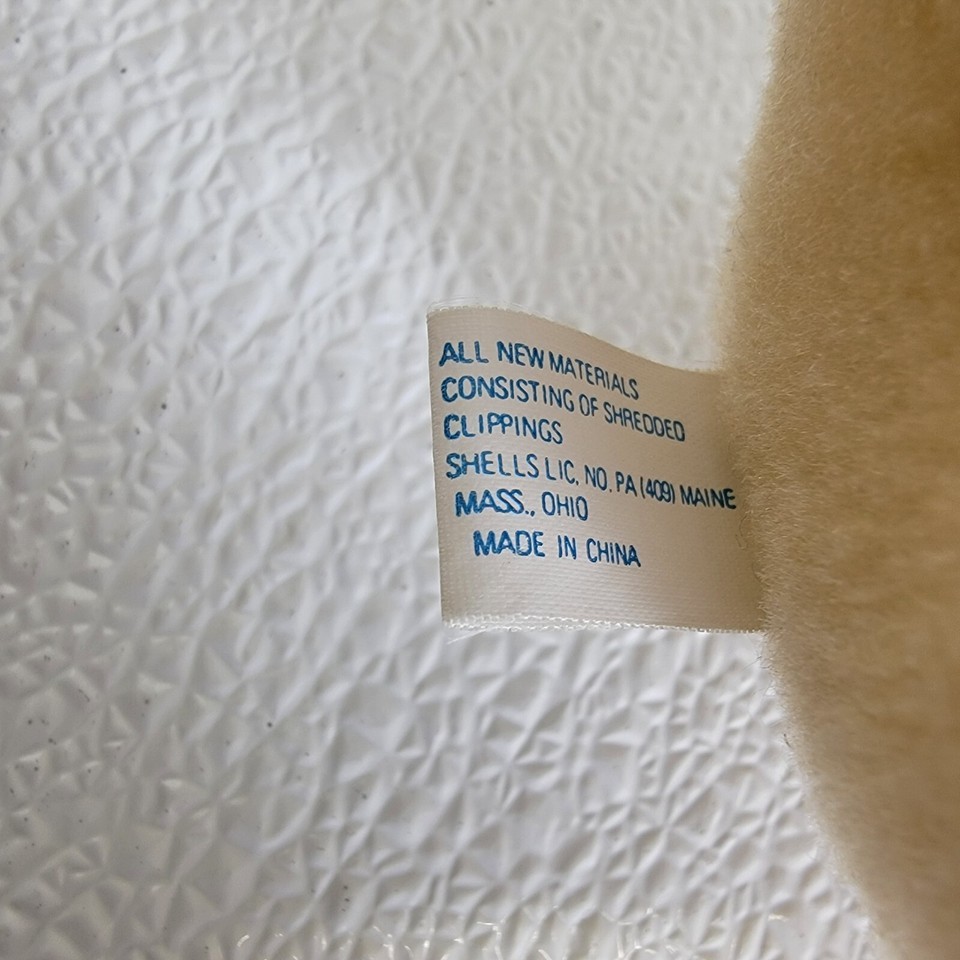 ALL NEW MATERIALS
CONSISTING OF SHREDDED
CLIPPINGS
SHELLS LIC, NO. PA (409) MAINE
MASS., OHIO
MADE IN CHINA